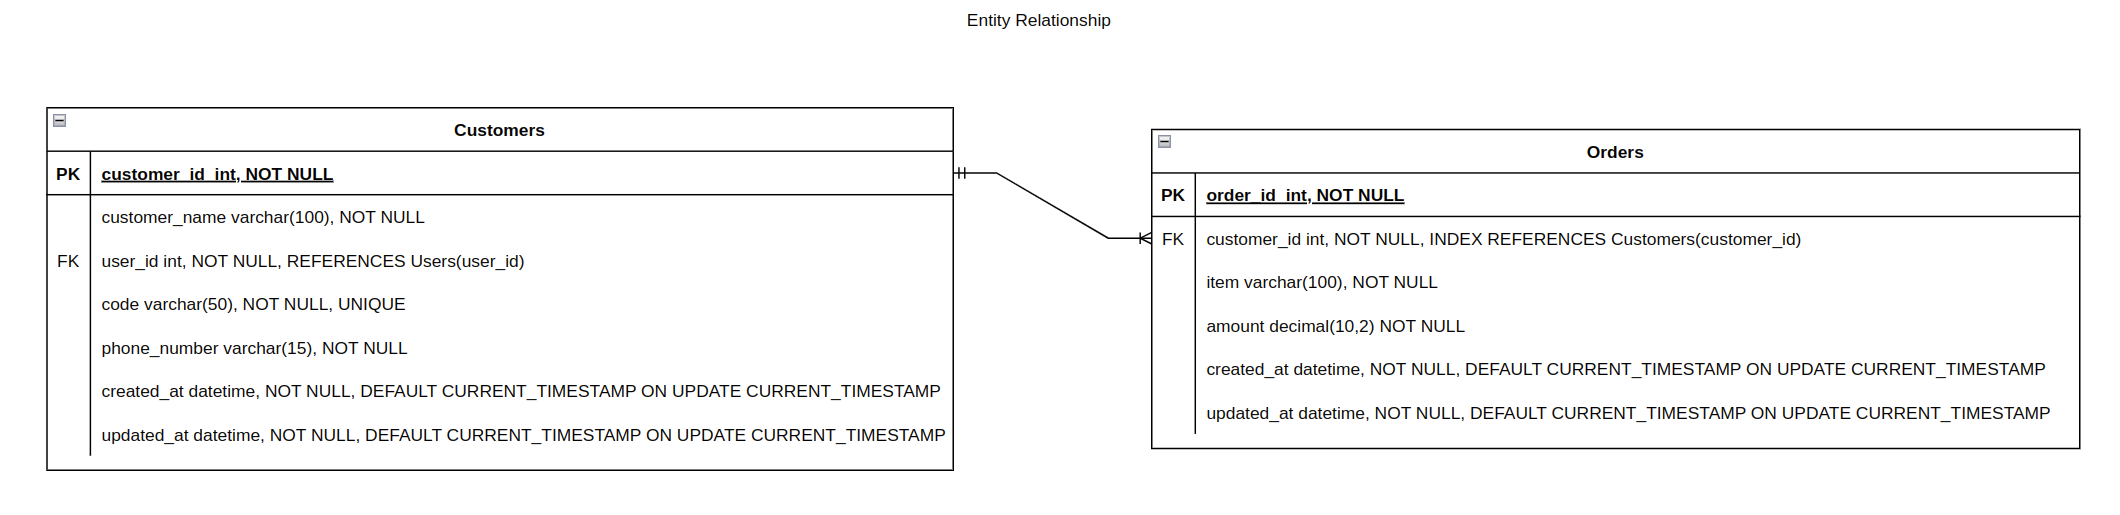 Entity Relationship
Customers
PK customer_id int, NOT NULL
customer_name varchar(100), NOT NULL
FK user_id int, NOT NULL, REFERENCES Users(user_id)
code varchar(50), NOT NULL, UNIQUE
phone_number varchar(15), NOT NULL
created_at datetime, NOT NULL, DEFAULT CURRENT_TIMESTAMP ON UPDATE CURRENT_TIMESTAMP
updated_at datetime, NOT NULL, DEFAULT CURRENT_TIMESTAMP ON UPDATE CURRENT_TIMESTAMP
Orders
PK order_id int, NOT NULL
FK customer_id int, NOT NULL, INDEX REFERENCES Customers(customer_id)
item varchar(100), NOT NULL
amount decimal(10,2) NOT NULL
created_at datetime, NOT NULL, DEFAULT CURRENT_TIMESTAMP ON UPDATE CURRENT_TIMESTAMP
updated_at datetime, NOT NULL, DEFAULT CURRENT_TIMESTAMP ON UPDATE CURRENT_TIMESTAMP